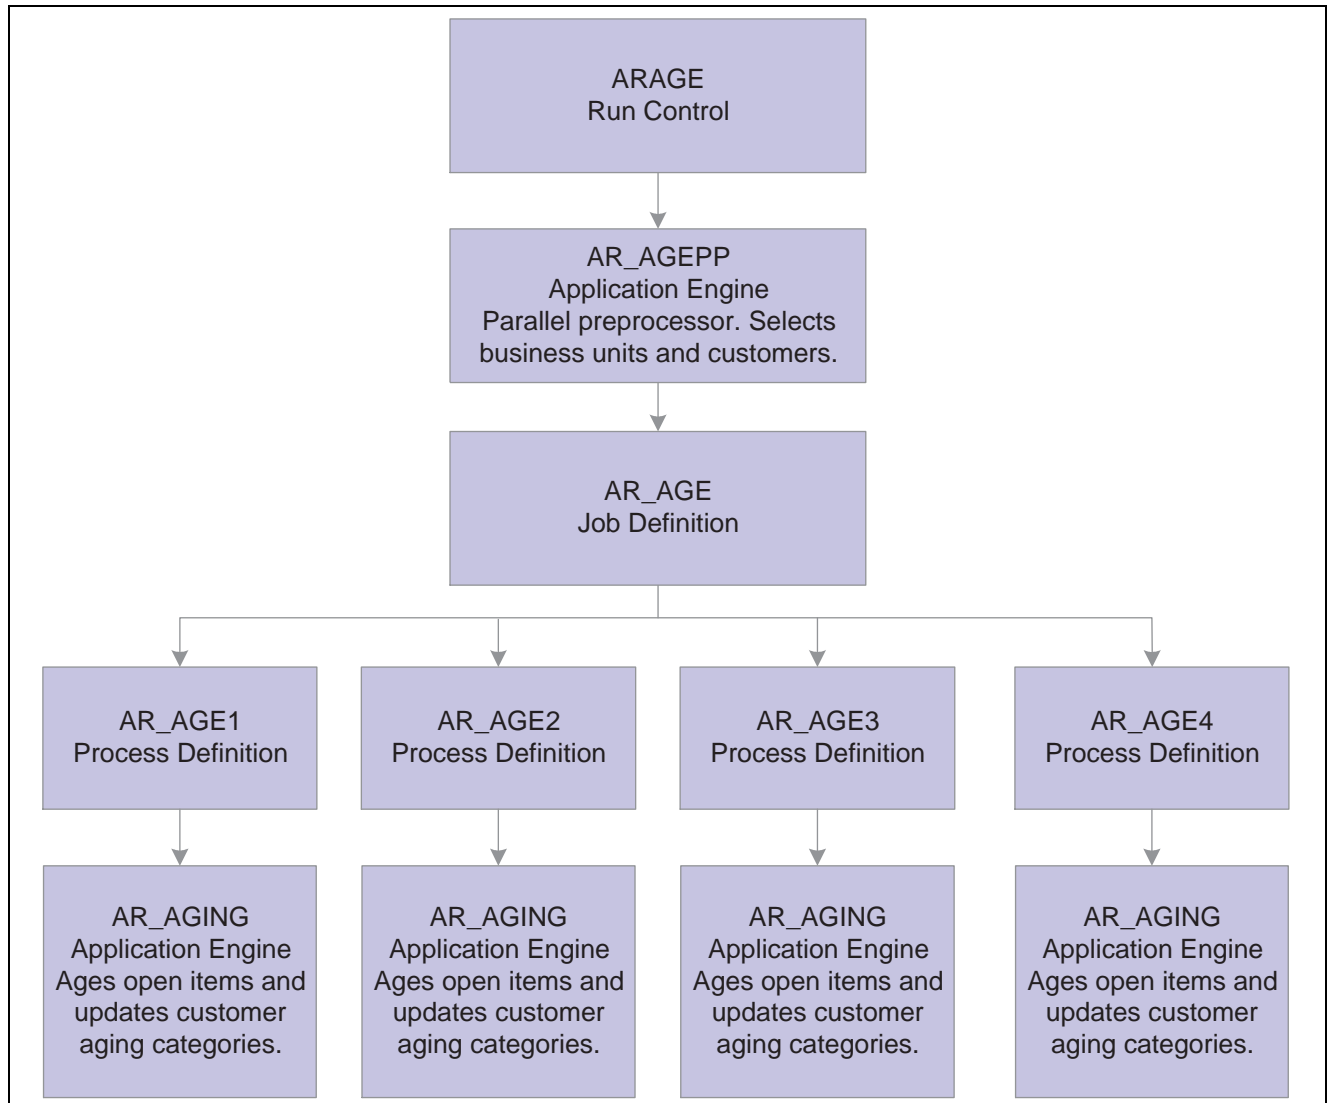 ARAGE
Run Control
AR_AGEPP
Application Engine
Parallel preprocessor. Selects
business units and customers.
AR_AGE
Job Definition
AR_AGE1
Process Definition
AR_AGE2
Process Definition
AR_AGE3
Process Definition
AR_AGE4
Process Definition
AR_AGING
Application Engine
Ages open items and
updates customer
aging categories.
AR_AGING
Application Engine
Ages open items and
updates customer
aging categories.
AR_AGING
Application Engine
Ages open items and
updates customer
aging categories.
AR_AGING
Application Engine
Ages open items and
updates customer
aging categories.